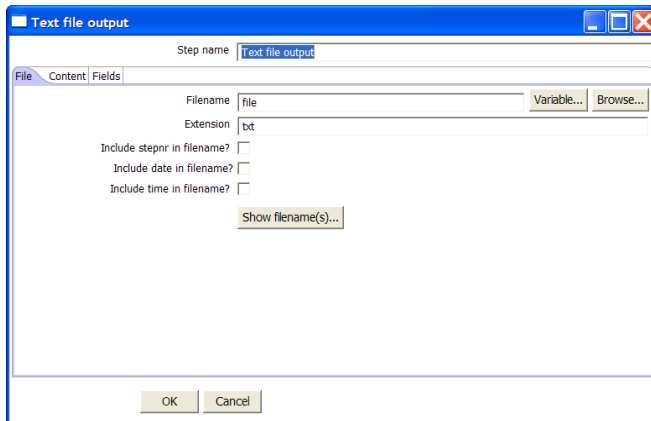 Text file output
Step name Text file output
File Content Fields
Filename file Variable... Browse...
Extension txt
Include stepnr in filename?
Include date in filename?
Include time in filename?
Show filename(s)...
OK Cancel